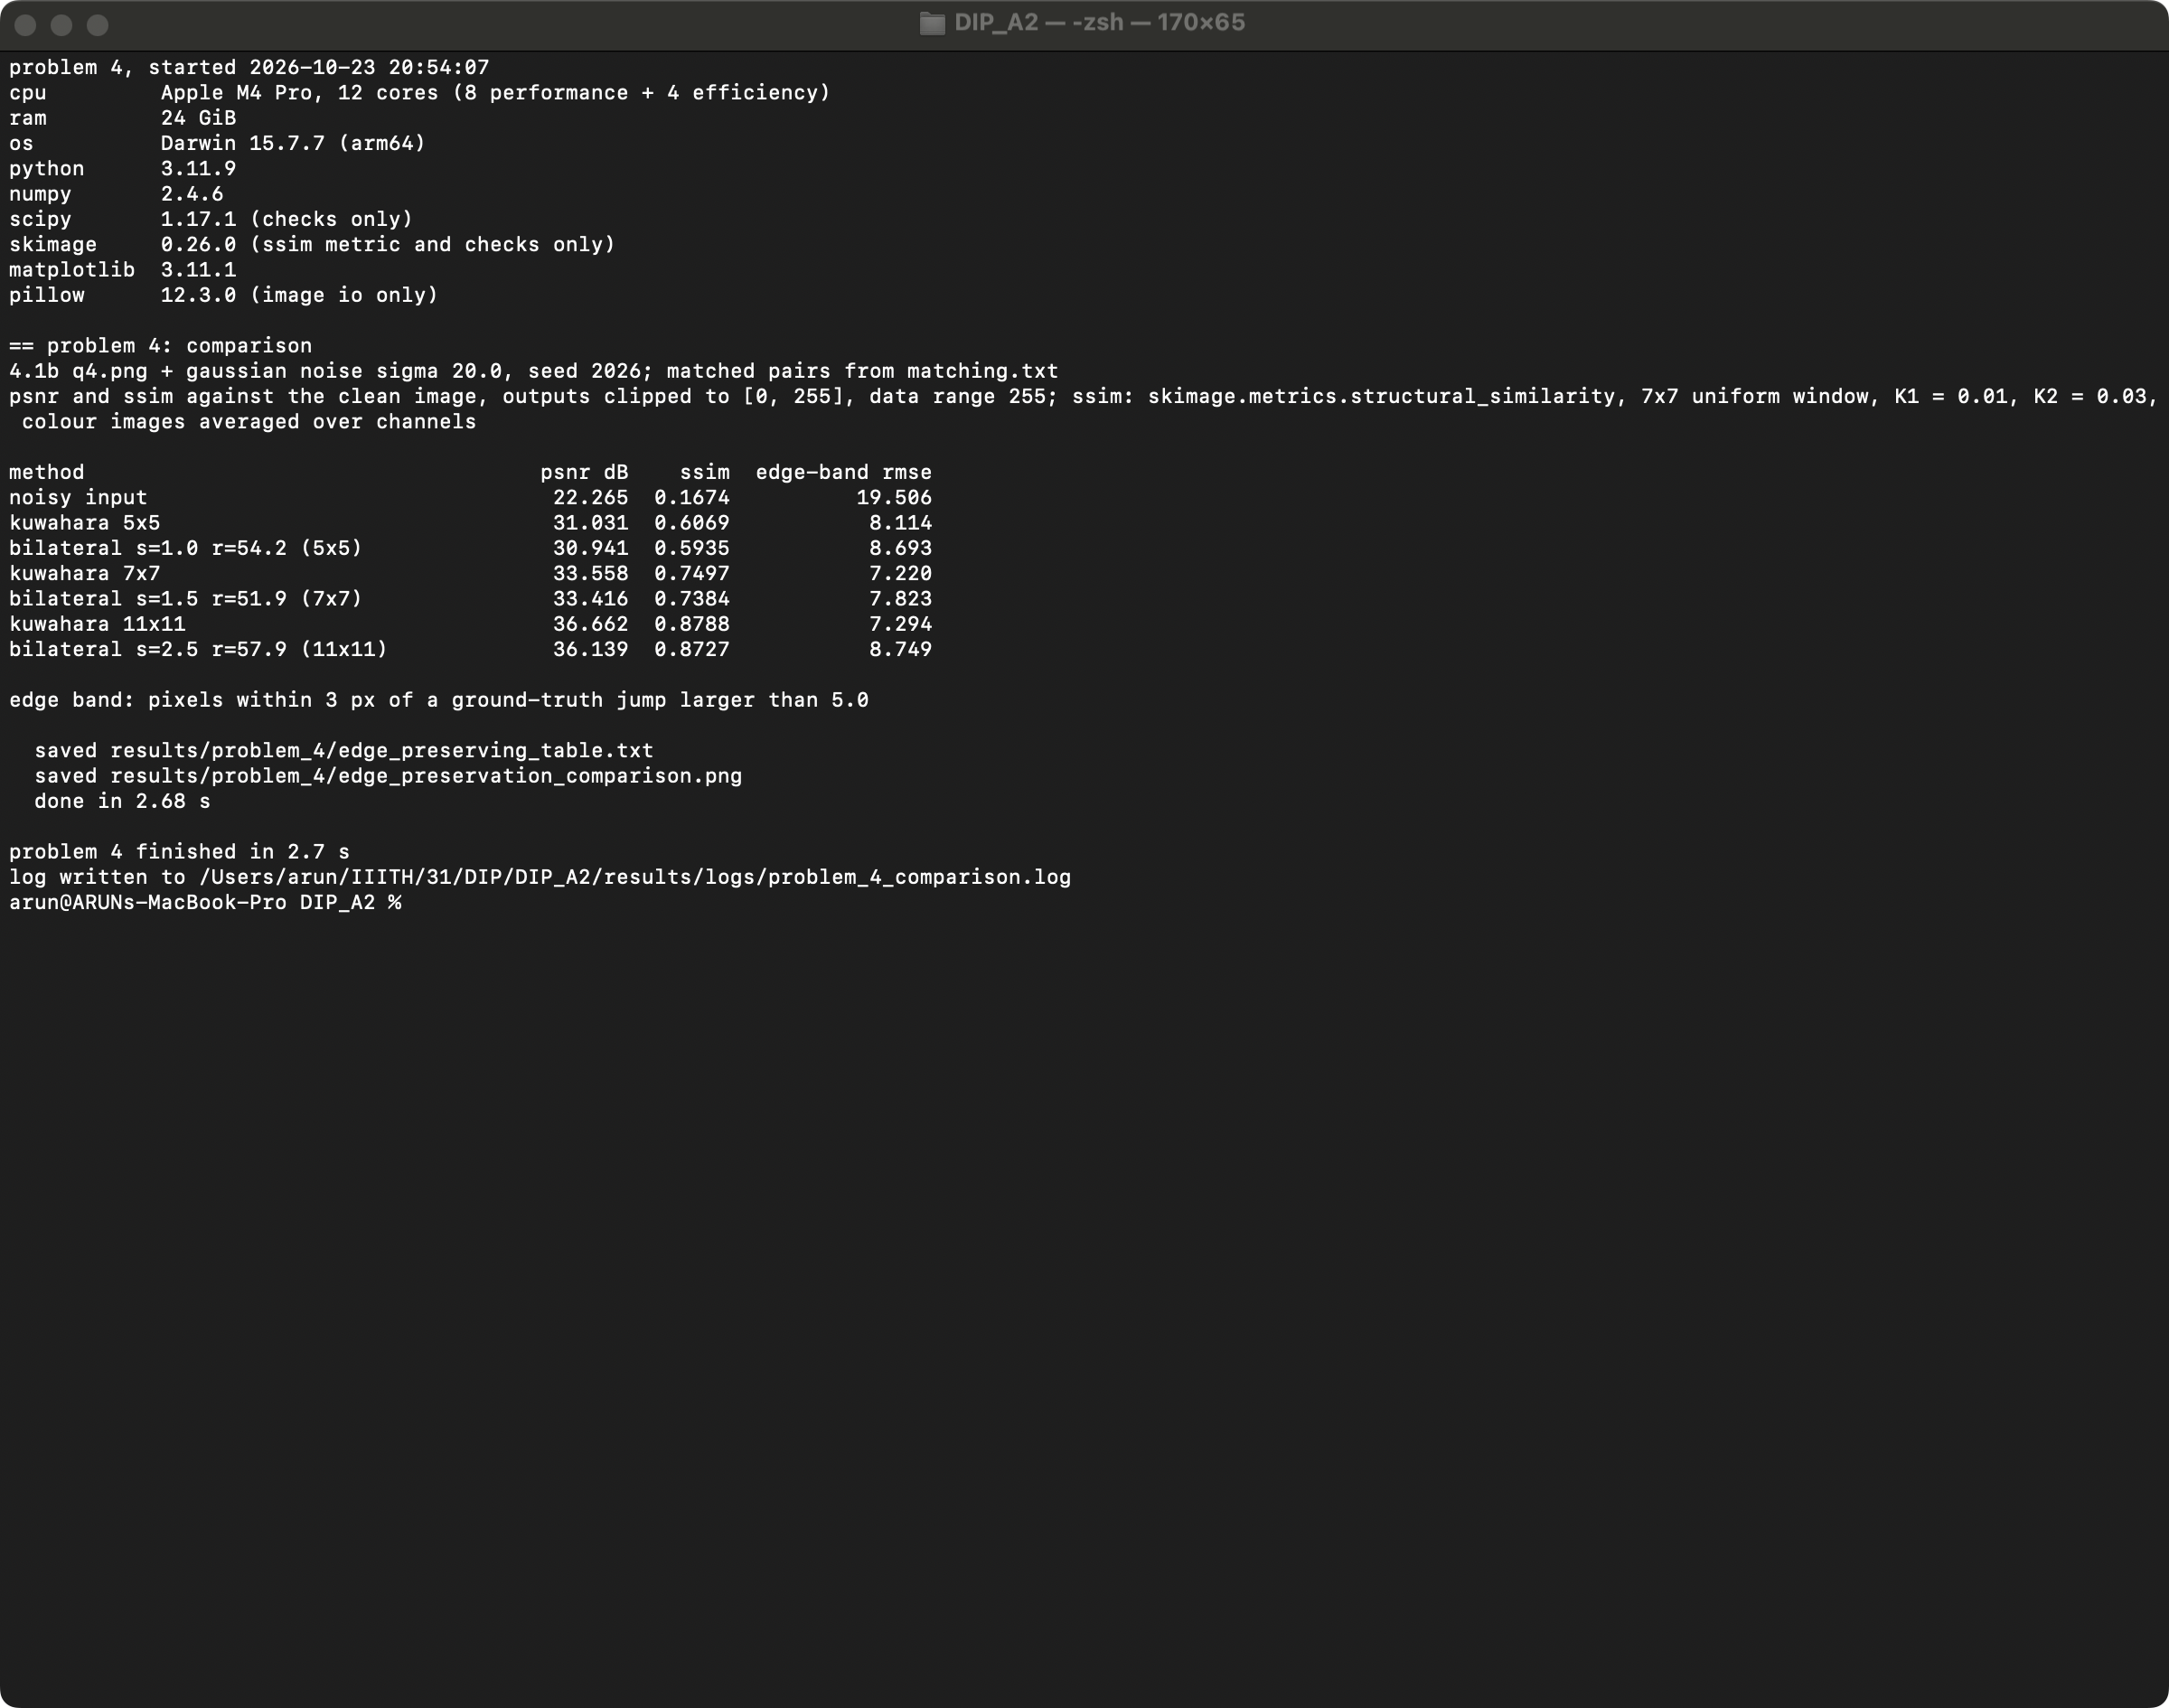 DIP_A2 — -zsh — 170×65
problem 4, started 2026-10-23 20:54:07
cpu         Apple M4 Pro, 12 cores (8 performance + 4 efficiency)
ram         24 GiB
os          Darwin 15.7.7 (arm64)
python      3.11.9
numpy       2.4.6
scipy       1.17.1 (checks only)
skimage     0.26.0 (ssim metric and checks only)
matplotlib  3.11.1
pillow      12.3.0 (image io only)

== problem 4: comparison
4.1b q4.png + gaussian noise sigma 20.0, seed 2026; matched pairs from matching.txt
psnr and ssim against the clean image, outputs clipped to [0, 255], data range 255; ssim: skimage.metrics.structural_similarity, 7x7 uniform window, K1 = 0.01, K2 = 0.03,
 colour images averaged over channels

method                                    psnr dB    ssim  edge-band rmse
noisy input                                22.265  0.1674          19.506
kuwahara 5x5                               31.031  0.6069           8.114
bilateral s=1.0 r=54.2 (5x5)               30.941  0.5935           8.693
kuwahara 7x7                               33.558  0.7497           7.220
bilateral s=1.5 r=51.9 (7x7)               33.416  0.7384           7.823
kuwahara 11x11                             36.662  0.8788           7.294
bilateral s=2.5 r=57.9 (11x11)             36.139  0.8727           8.749

edge band: pixels within 3 px of a ground-truth jump larger than 5.0

  saved results/problem_4/edge_preserving_table.txt
  saved results/problem_4/edge_preservation_comparison.png
  done in 2.68 s

problem 4 finished in 2.7 s
log written to /Users/arun/IIITH/31/DIP/DIP_A2/results/logs/problem_4_comparison.log
arun@ARUNs-MacBook-Pro DIP_A2 %